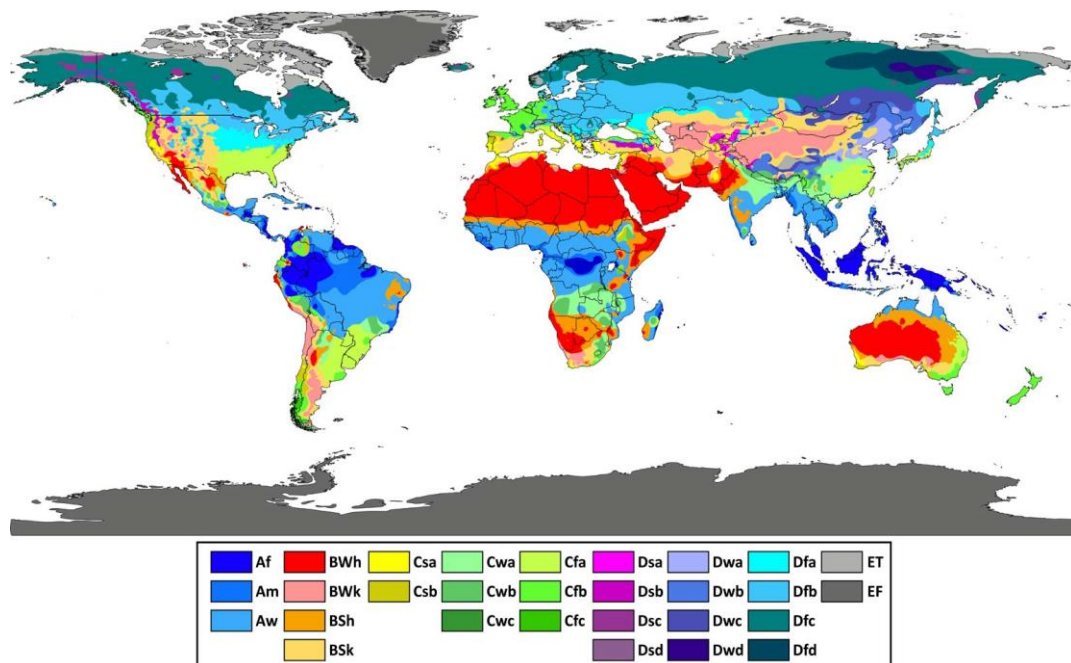 Af BWh Csa Cwa Cfa Dsa Dwa Dfa ET
Am BWk Csb Cwb Cfb Dsb Dwb Dfb EF
Aw BSh Cwc Cfc Dsc Dwc Dfc
BSk Dsd Dwd Dfd